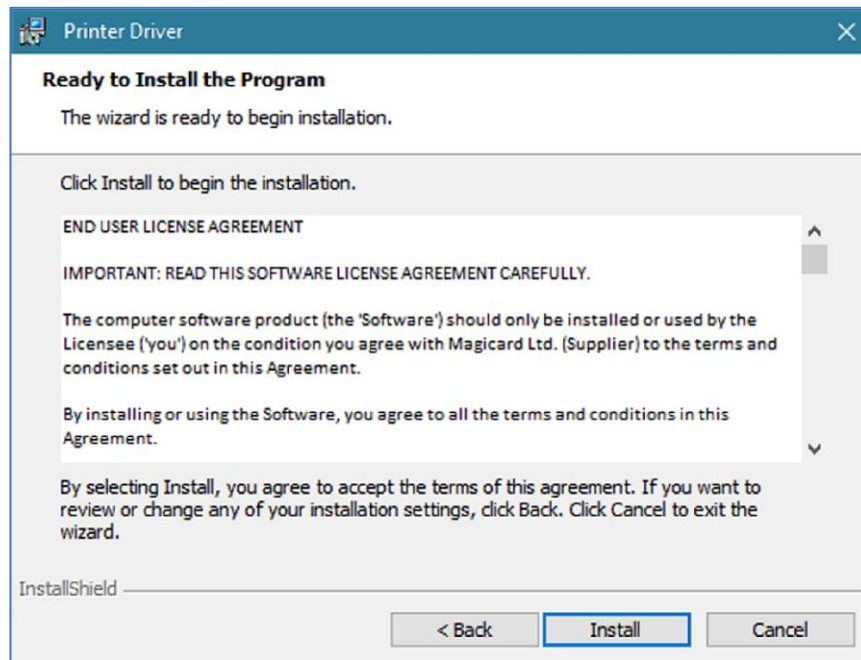 Printer Driver
Ready to Install the Program
The wizard is ready to begin installation.
Click Install to begin the installation.
END USER LICENSE AGREEMENT
IMPORTANT: READ THIS SOFTWARE LICENSE AGREEMENT CAREFULLY.
The computer software product (the 'Software') should only be installed or used by the
Licensee ('you') on the condition you agree with Magicard Ltd. (Supplier) to the terms and
conditions set out in this Agreement.
By installing or using the Software, you agree to all the terms and conditions in this
Agreement.
By selecting Install, you agree to accept the terms of this agreement. If you want to
review or change any of your installation settings, click Back. Click Cancel to exit the
wizard.
InstallShield
< Back Install Cancel